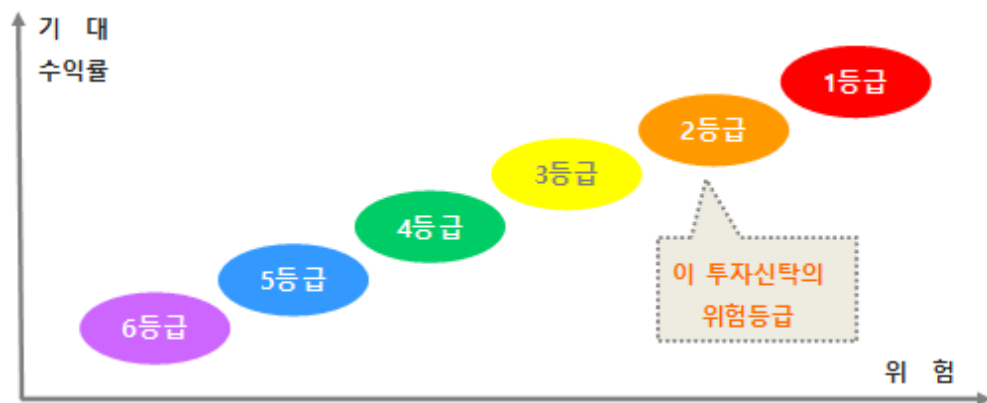 기 대
수익률
1등급
2등급
3등급
4등급
5등급
6등급
이 투자신탁의
위험등급
위 험